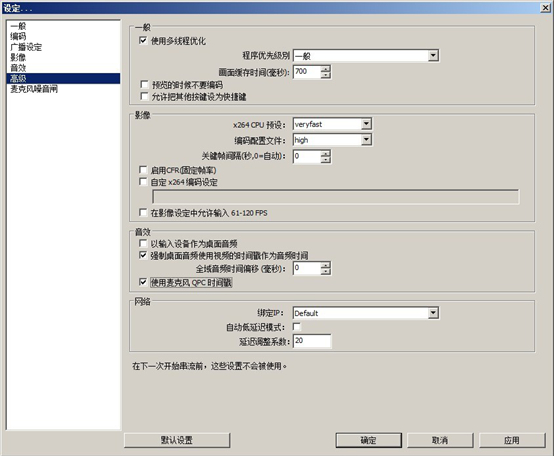 设定...
一般
编码
广播设定
影像
音效
高级
麦克风噪音闸
一般
使用多线程优化
程序优先级别 一般
画面缓存时间(毫秒): 700
预览的时候不要编码
允许把其他按键设为快捷键
影像
x264 CPU 预设: veryfast
编码配置文件: high
关键帧间隔(秒,0=自动): 0
启用CFR(固定帧率)
自定 x264 编码设定
在影像设定中允许输入 61-120 FPS
音效
以输入设备作为桌面音频
强制桌面音频使用视频的时间戳作为音频时间
全域音频时间偏移 (毫秒): 0
使用麦克风 QPC 时间戳
网络
绑定IP: Default
自动低延迟模式:
延迟调整系数: 20
在下一次开始串流前，这些设置不会被使用。
默认设置
确定
取消
应用